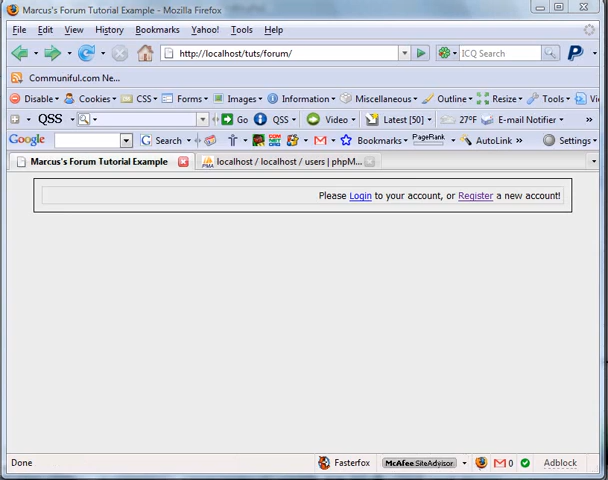 Marcus's Forum Tutorial Example - Mozilla Firefox
File Edit View History Bookmarks Yahoo! Tools Help
http://localhost/tuts/forum/ ICQ Search
Communiful.com Ne...
Disable Cookies CSS Forms Images Information Miscellaneous Outline Resize Tools Vi
QSS Go QSS Video Latest [50] 27°F E-mail Notifier »
Google Search Bookmarks PageRank AutoLink » Settings
Marcus's Forum Tutorial Example localhost / localhost / users | phpM...
Please Login to your account, or Register a new account!
Done Fasterfox McAfee SiteAdvisor 0 Adblock